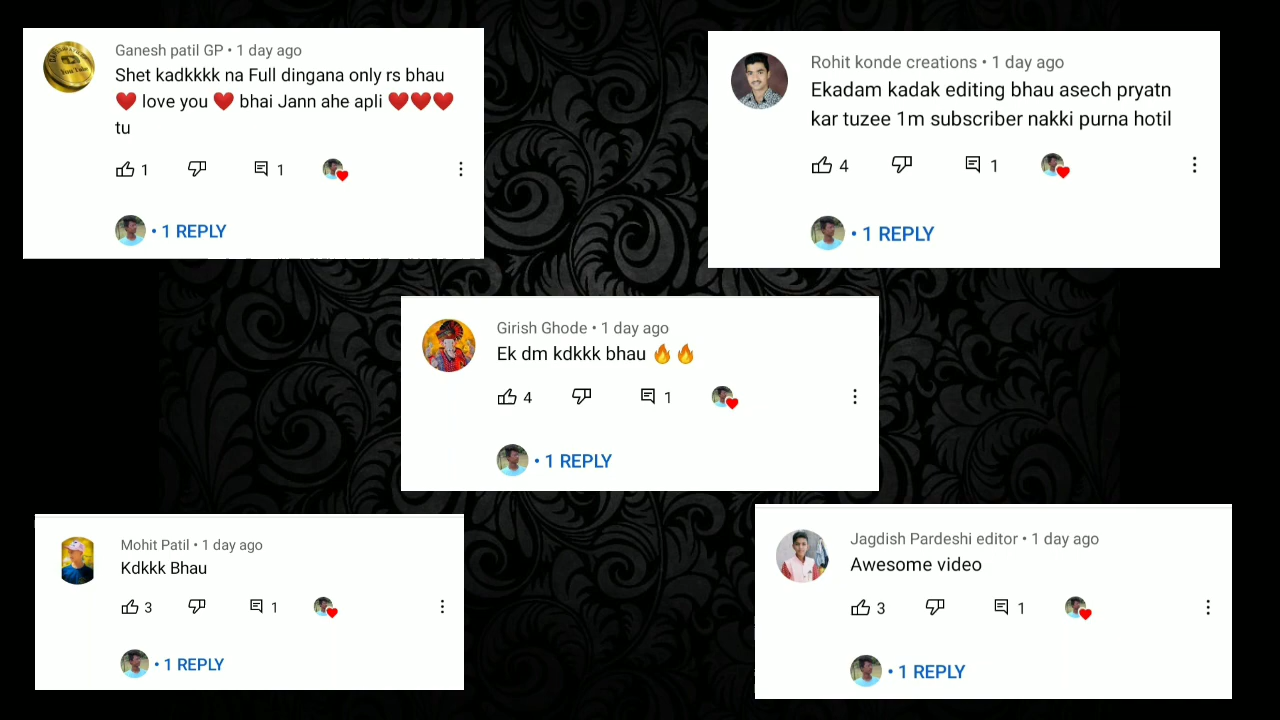 Ganesh patil GP • 1 day ago
Shet kadkkkk na Full dingana only rs bhau
❤️ love you ❤️ bhai Jann ahe apli ❤️❤️❤️
tu
1 1
• 1 REPLY
Rohit konde creations • 1 day ago
Ekadam kadak editing bhau asech pryatn
kar tuzee 1m subscriber nakki purna hotil
4 1
• 1 REPLY
Girish Ghode • 1 day ago
Ek dm kdkkk bhau 🔥🔥
4 1
• 1 REPLY
Mohit Patil • 1 day ago
Kdkkk Bhau
3 1
• 1 REPLY
Jagdish Pardeshi editor • 1 day ago
Awesome video
3 1
• 1 REPLY